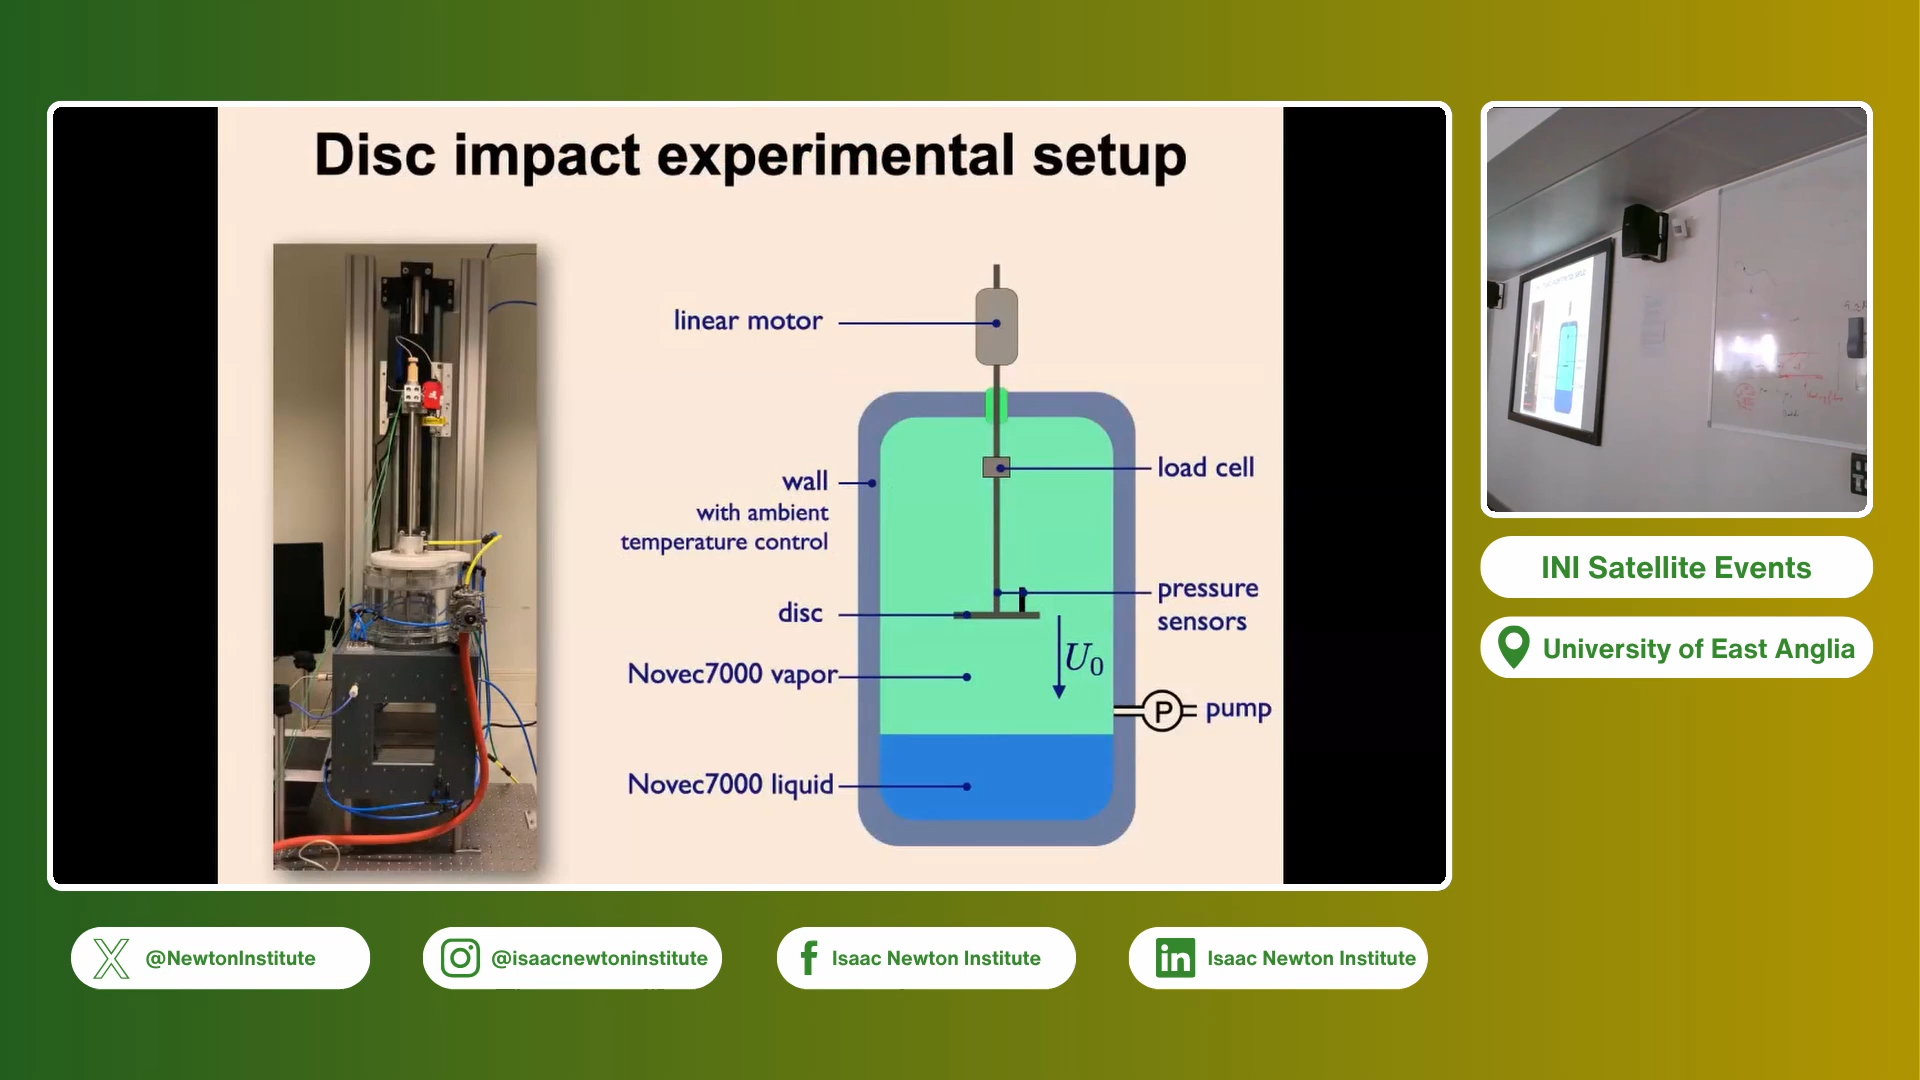 Disc impact experimental setup
linear motor
wall
with ambient
temperature control
load cell
disc
pressure
sensors
Novec7000 vapor
U0
P
pump
Novec7000 liquid
INI Satellite Events
University of East Anglia
@NewtonInstitute
@isaacnewtoninstitute
Isaac Newton Institute
Isaac Newton Institute